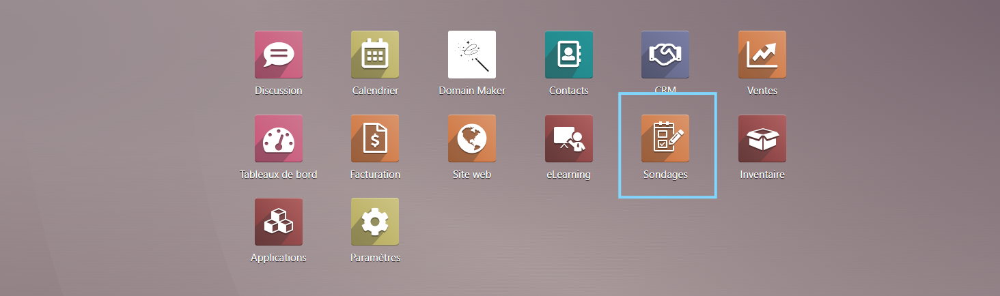 Discussion
Calendrier
Domain Maker
Contacts
CRM
Ventes
Tableaux de bord
Facturation
Site web
eLearning
Sondages
Inventaire
Applications
Paramètres